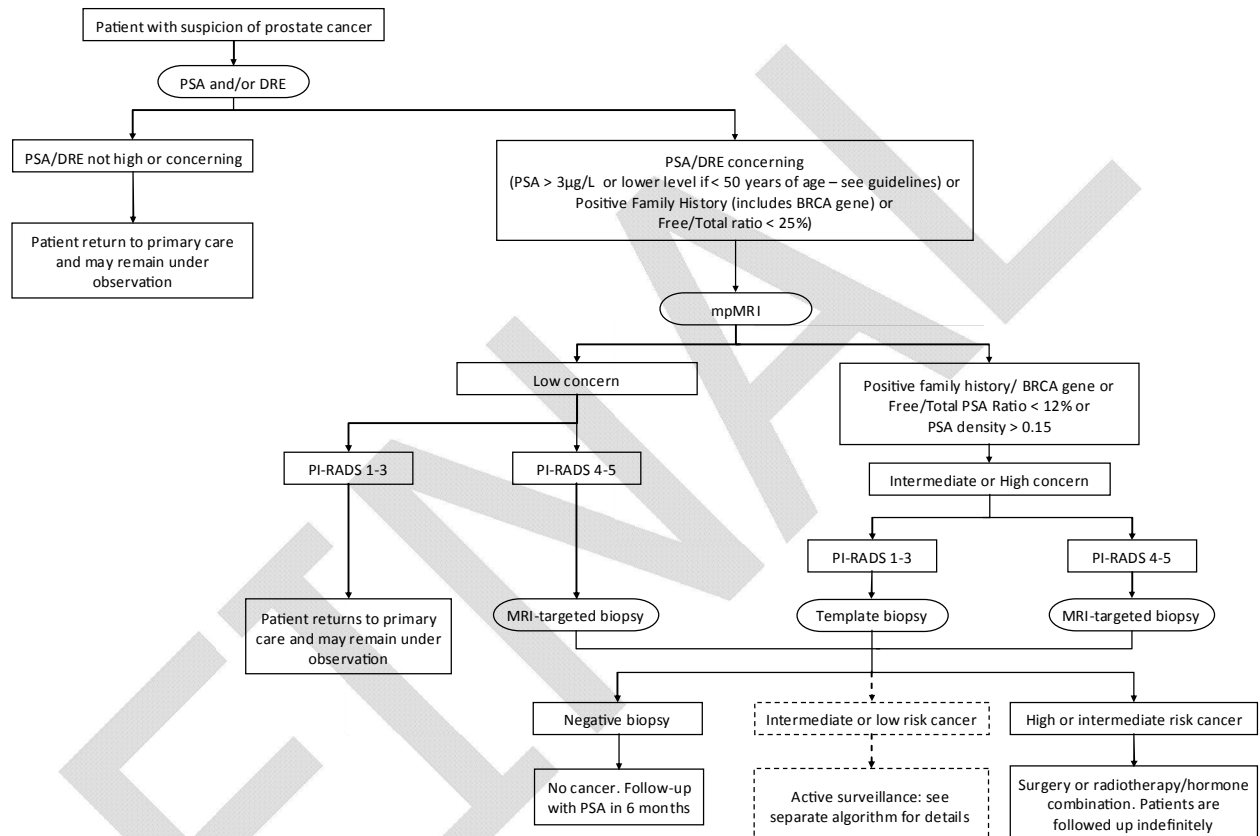 Patient with suspicion of prostate cancer
PSA and/or DRE
PSA/DRE not high or concerning
PSA/DRE concerning
(PSA > 3µg/L or lower level if < 50 years of age – see guidelines) or
Positive Family History (includes BRCA gene) or
Free/Total ratio < 25%)
Patient return to primary care
and may remain under
observation
mpMRI
Low concern
Positive family history/ BRCA gene or
Free/Total PSA Ratio < 12% or
PSA density > 0.15
PI-RADS 1-3
PI-RADS 4-5
Intermediate or High concern
PI-RADS 1-3
PI-RADS 4-5
Patient returns to primary
care and may remain under
observation
MRI-targeted biopsy
Template biopsy
MRI-targeted biopsy
Negative biopsy
Intermediate or low risk cancer
High or intermediate risk cancer
No cancer. Follow-up
with PSA in 6 months
Active surveillance: see
separate algorithm for details
Surgery or radiotherapy/hormone
combination. Patients are
followed up indefinitely
FINAL